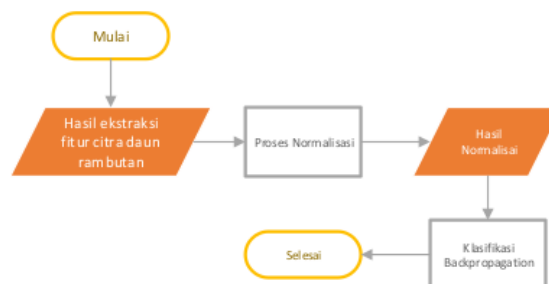 Mulai
Hasil ekstraksi
fitur citra daun
rambutan
Proses Normalisasi
Hasil
Normalisai
Klasifikasi
Backpropagation
Selesai